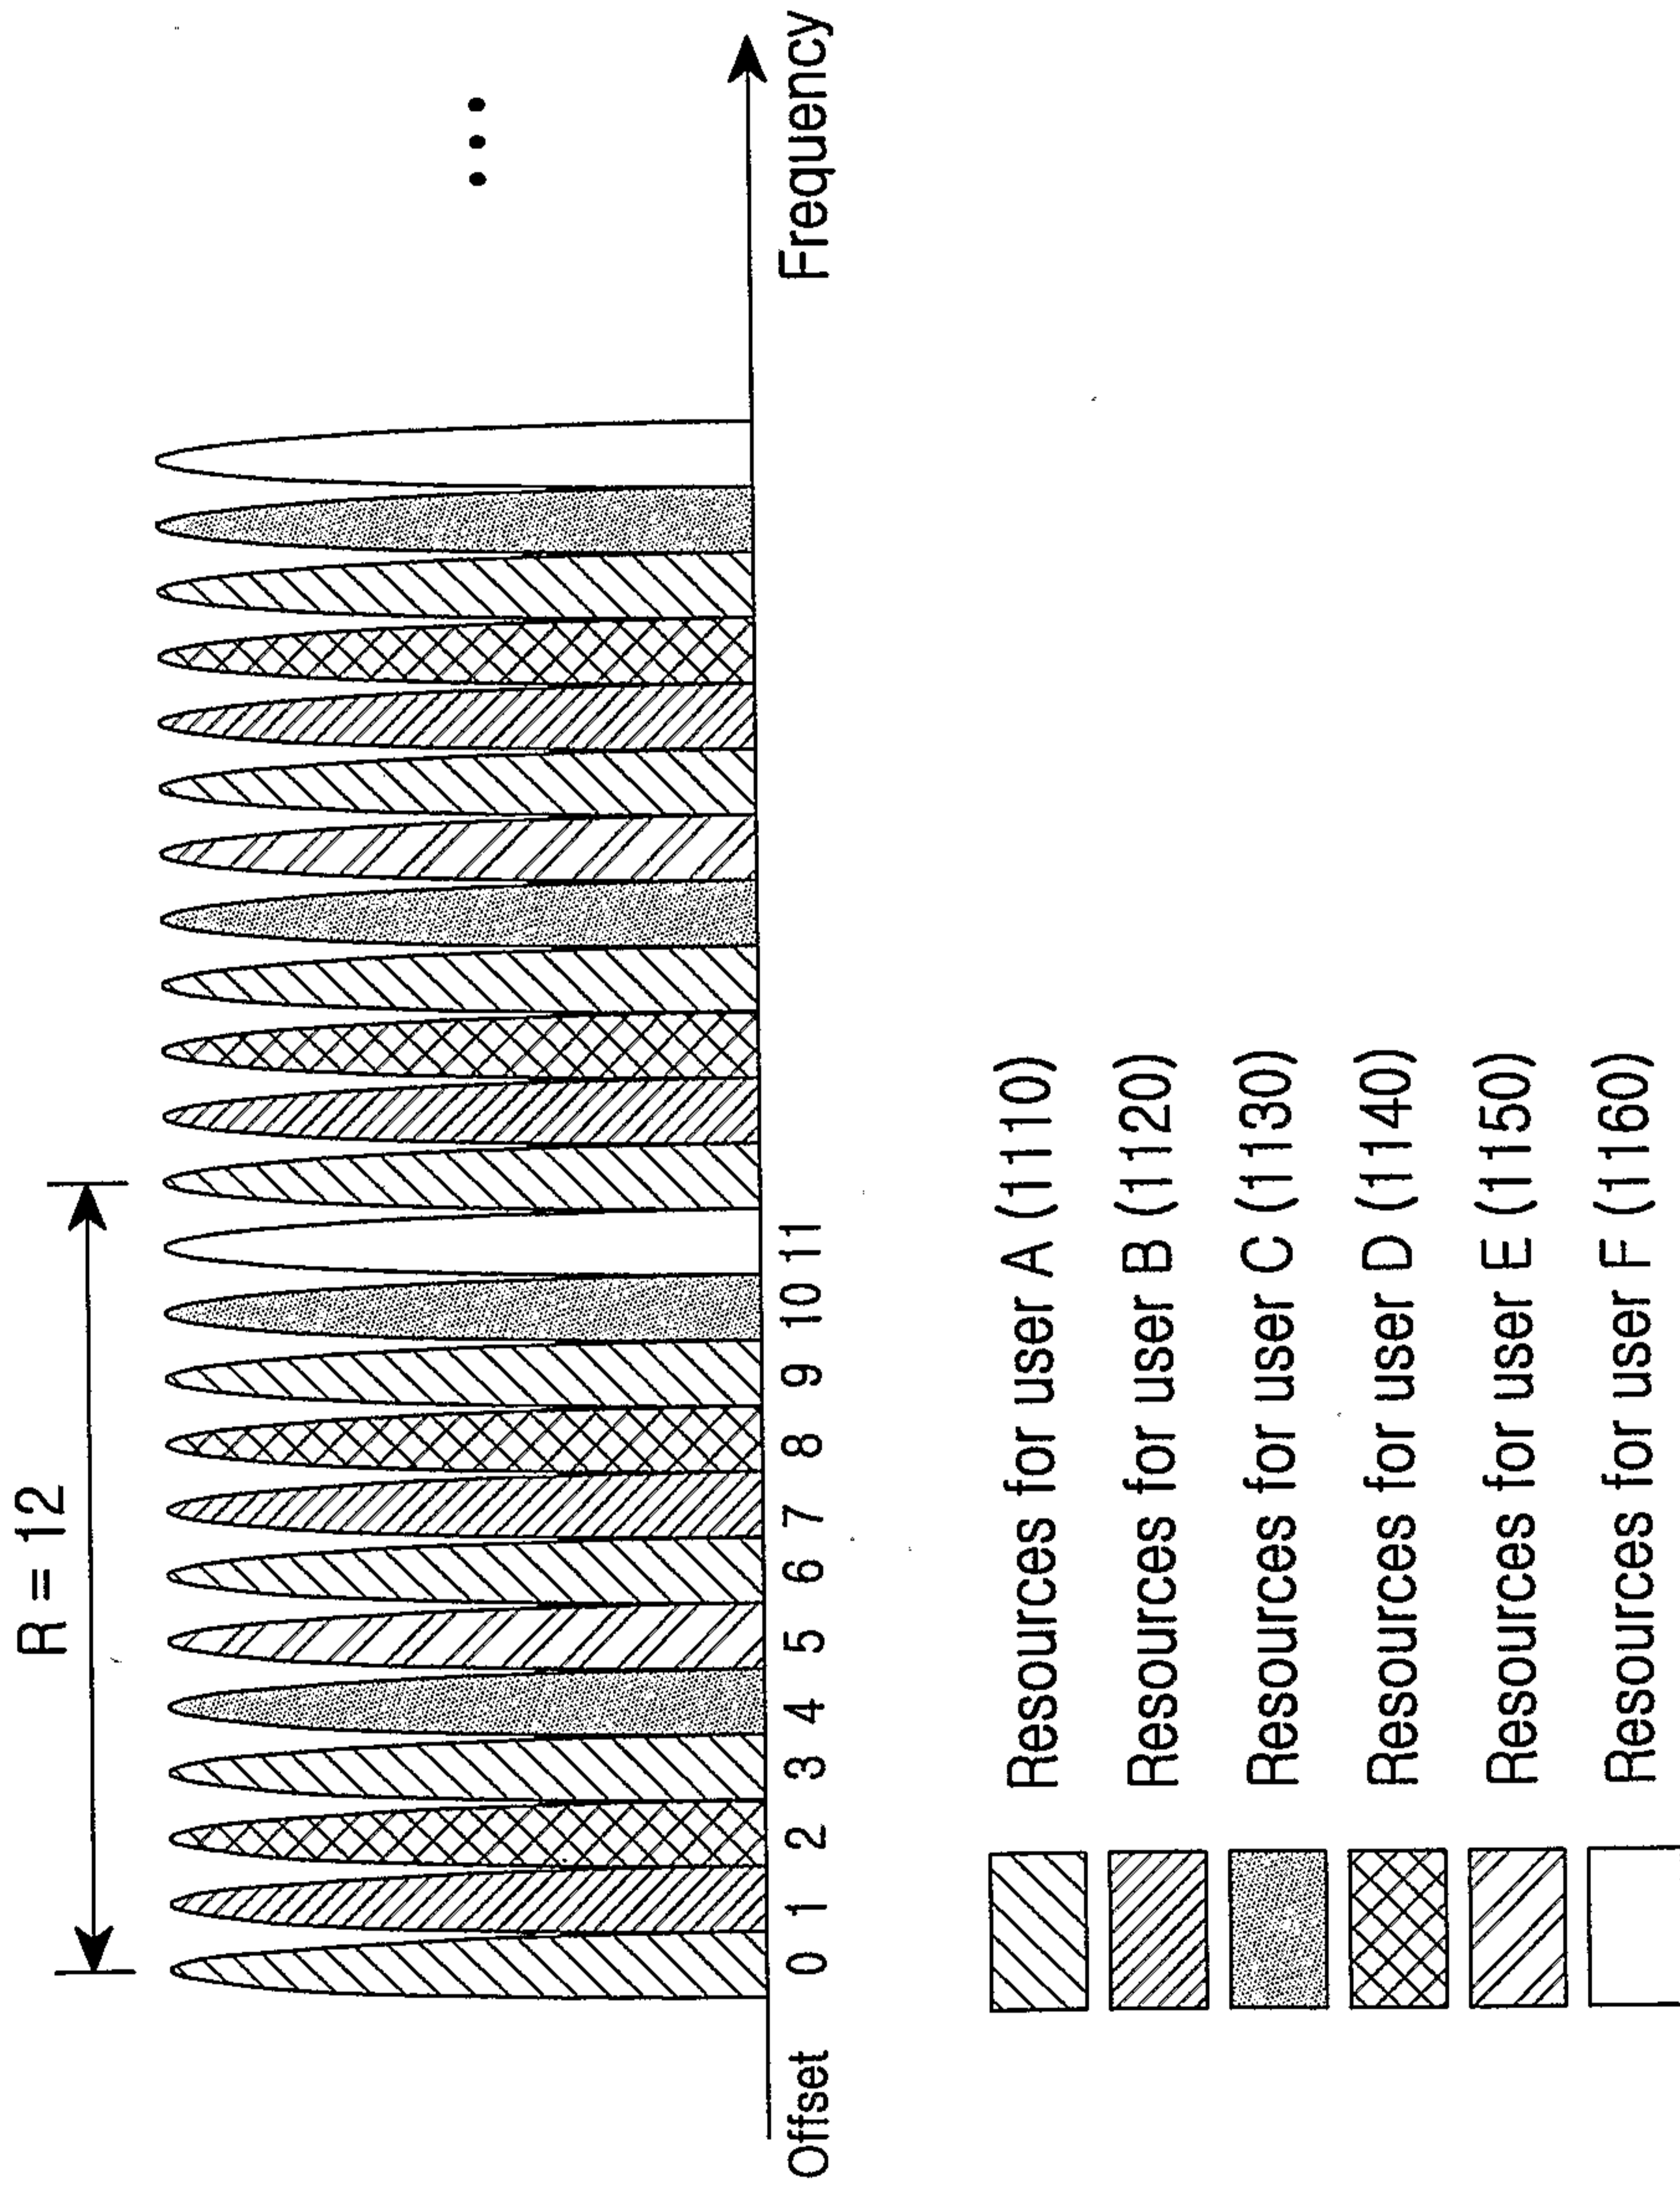 R = 12
Offset 0 1 2 3 4 5 6 7 8 9 10 11
Frequency
Resources for user A (1110)
Resources for user B (1120)
Resources for user C (1130)
Resources for user D (1140)
Resources for user E (1150)
Resources for user F (1160)